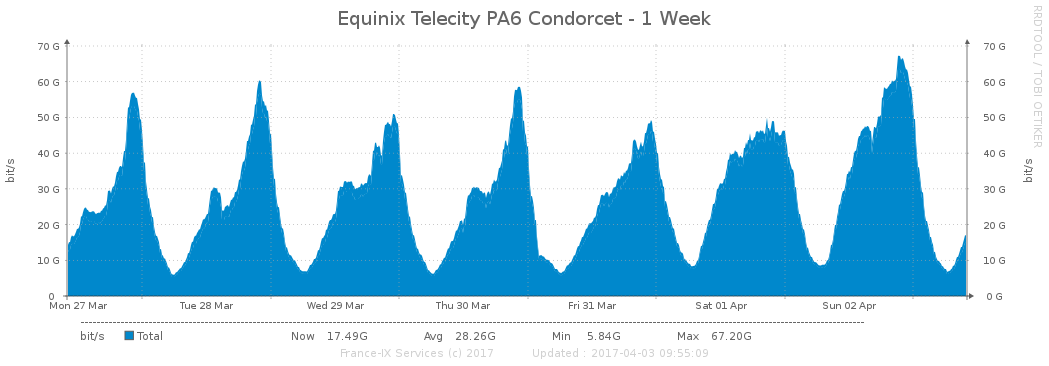 Equinix Telecity PA6 Condorcet - 1 Week
RRDTOOL / TOBI OETIKER
bit/s
70 G
60 G
50 G
40 G
30 G
20 G
10 G
0
70 G
60 G
50 G
40 G
30 G
20 G
10 G
0 G
bit/s
Mon 27 Mar Tue 28 Mar Wed 29 Mar Thu 30 Mar Fri 31 Mar Sat 01 Apr Sun 02 Apr
bit/s Total Now 17.49G Avg 28.26G Min 5.84G Max 67.20G
France-IX Services (c) 2017 Updated : 2017-04-03 09:55:09